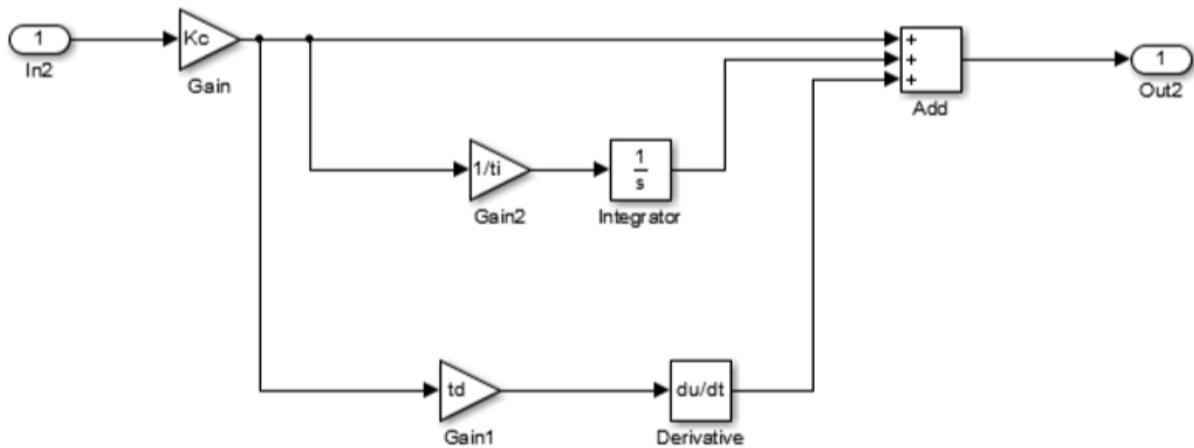 1
In2
Kc
Gain
+
+
+
Add
1
Out2
1/ti
Gain2
1
s
Integrator
td
Gain1
du/dt
Derivative